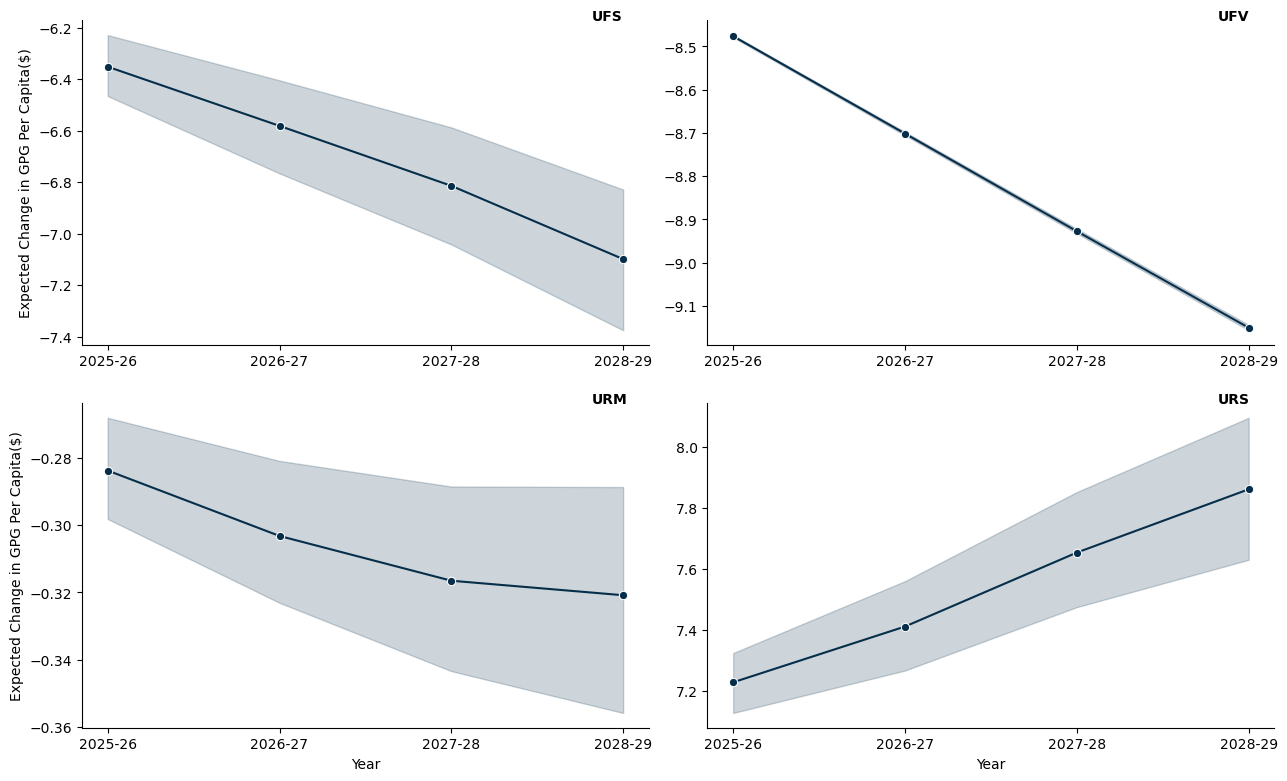 UFS
Expected Change in GPG Per Capita($)
−6.2
−6.4
−6.6
−6.8
−7.0
−7.2
−7.4
2025-26 2026-27 2027-28 2028-29
UFV
−8.5
−8.6
−8.7
−8.8
−8.9
−9.0
−9.1
2025-26 2026-27 2027-28 2028-29
URM
Expected Change in GPG Per Capita($)
−0.28
−0.30
−0.32
−0.34
−0.36
2025-26 2026-27 2027-28 2028-29
Year
URS
8.0
7.8
7.6
7.4
7.2
2025-26 2026-27 2027-28 2028-29
Year